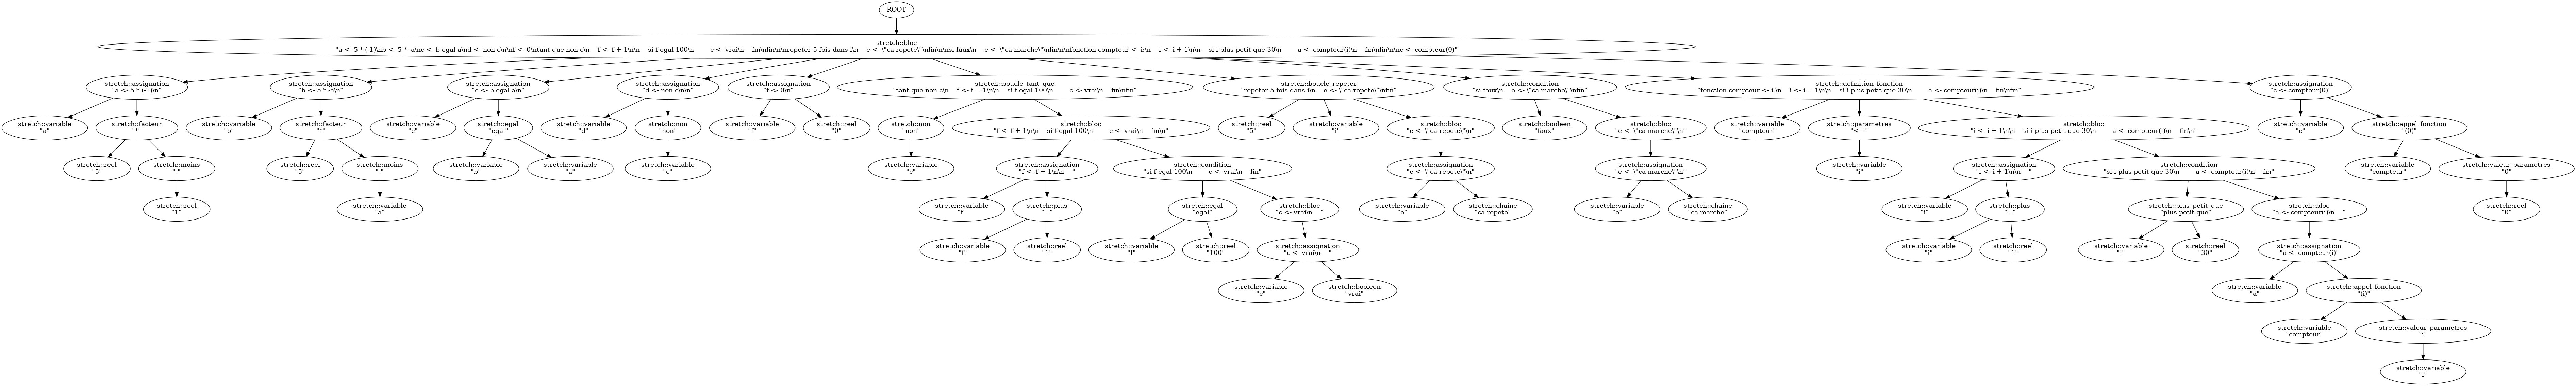 ROOT
stretch::bloc
"a <- 5 * (-1)\nb <- 5 * -a\nc <- b egal a\nd <- non c\n\nf <- 0\ntant que non c\n    f <- f + 1\n\n    si f egal 100\n        c <- vrai\n    fin\nfin\n\n\nrepeter 5 fois dans i\n    e <- \"ca repete\"\nfin\n\nsi faux\n    e <- \"ca marche\"\nfin\n\nfonction compteur <- i:\n    i <- i + 1\n\n    si i plus petit que 30\n        a <- compteur(i)\n    fin\nfin\n\nc <- compteur(0)"
stretch::assignation
"a <- 5 * (-1)\n"
stretch::assignation
"b <- 5 * -a\n"
stretch::assignation
"c <- b egal a\n"
stretch::assignation
"d <- non c\n\n"
stretch::assignation
"f <- 0\n"
stretch::boucle_tant_que
"tant que non c\n    f <- f + 1\n\n    si f egal 100\n        c <- vrai\n    fin\n\nfin"
stretch::boucle_repeter
"repeter 5 fois dans i\n    e <- \"ca repete\"\nfin"
stretch::condition
"si faux\n    e <- \"ca marche\"\nfin"
stretch::definition_fonction
"fonction compteur <- i:\n    i <- i + 1\n\n    si i plus petit que 30\n        a <- compteur(i)\n    fin\nfin"
stretch::assignation
"c <- compteur(0)"
stretch::variable
"a"
stretch::facteur
"*"
stretch::variable
"b"
stretch::facteur
"*"
stretch::variable
"c"
stretch::egal
"egal"
stretch::variable
"d"
stretch::non
"non"
stretch::variable
"f"
stretch::reel
"0"
stretch::non
"non"
stretch::bloc
"f <- f + 1\n\n    si f egal 100\n        c <- vrai\n    fin\n"
stretch::reel
"5"
stretch::variable
"i"
stretch::bloc
"e <- \"ca repete\"\n"
stretch::booleen
"faux"
stretch::bloc
"e <- \"ca marche\"\n"
stretch::variable
"compteur"
stretch::parametres
"<- i"
stretch::bloc
"i <- i + 1\n\n    si i plus petit que 30\n        a <- compteur(i)\n    fin\n"
stretch::variable
"c"
stretch::appel_fonction
"(0)"
stretch::reel
"5"
stretch::moins
"-"
stretch::reel
"5"
stretch::moins
"-"
stretch::variable
"b"
stretch::variable
"a"
stretch::variable
"c"
stretch::variable
"c"
stretch::assignation
"f <- f + 1\n\n    "
stretch::condition
"si f egal 100\n        c <- vrai\n    fin"
stretch::assignation
"e <- \"ca repete\"\n"
stretch::assignation
"e <- \"ca marche\"\n"
stretch::variable
"i"
stretch::assignation
"i <- i + 1\n\n    "
stretch::condition
"si i plus petit que 30\n        a <- compteur(i)\n    fin"
stretch::variable
"compteur"
stretch::valeur_parametres
"0"
stretch::reel
"1"
stretch::variable
"a"
stretch::variable
"f"
stretch::plus
"+"
stretch::egal
"egal"
stretch::bloc
"c <- vrai\n    "
stretch::variable
"e"
stretch::chaine
"ca repete"
stretch::variable
"e"
stretch::chaine
"ca marche"
stretch::variable
"i"
stretch::plus
"+"
stretch::plus_petit_que
"plus petit que"
stretch::bloc
"a <- compteur(i)\n    "
stretch::reel
"0"
stretch::variable
"f"
stretch::reel
"1"
stretch::variable
"f"
stretch::reel
"100"
stretch::assignation
"c <- vrai\n    "
stretch::variable
"i"
stretch::reel
"1"
stretch::variable
"i"
stretch::reel
"30"
stretch::assignation
"a <- compteur(i)"
stretch::variable
"c"
stretch::booleen
"vrai"
stretch::variable
"a"
stretch::appel_fonction
"(i)"
stretch::variable
"compteur"
stretch::valeur_parametres
"i"
stretch::variable
"i"